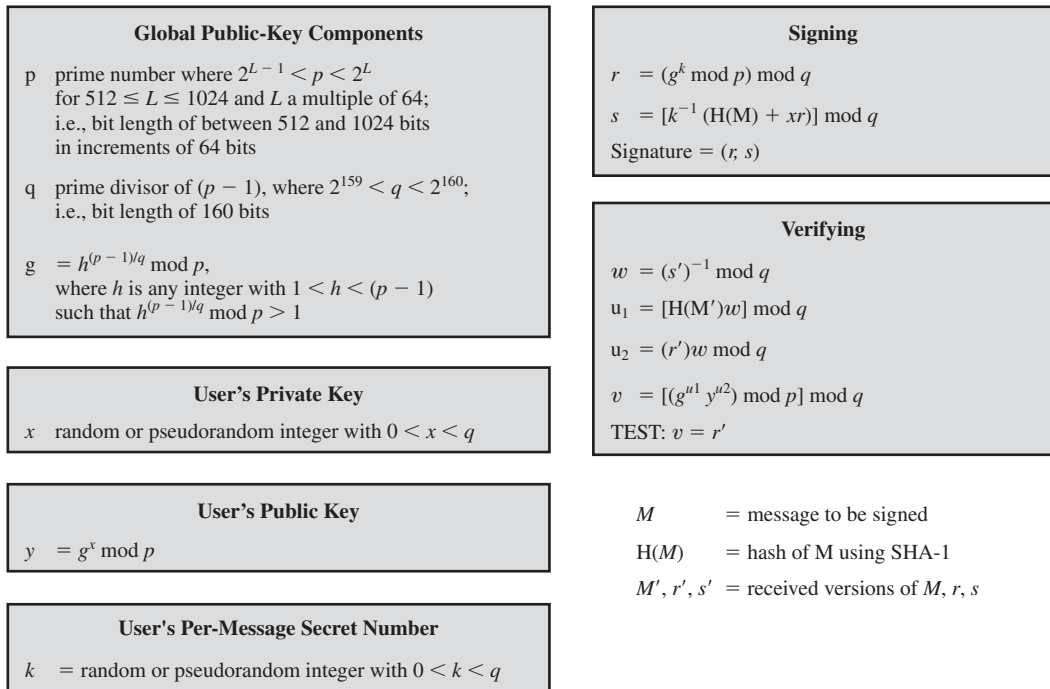 Global Public-Key Components
p prime number where 2^{L − 1} < p < 2^L
for 512 ≤ L ≤ 1024 and L a multiple of 64;
i.e., bit length of between 512 and 1024 bits
in increments of 64 bits
q prime divisor of (p − 1), where 2^{159} < q < 2^{160};
i.e., bit length of 160 bits
g = h^{(p − 1)/q} mod p,
where h is any integer with 1 < h < (p − 1)
such that h^{(p − 1)/q} mod p > 1
User's Private Key
x random or pseudorandom integer with 0 < x < q
User's Public Key
y = g^x mod p
User's Per-Message Secret Number
k = random or pseudorandom integer with 0 < k < q
Signing
r = (g^k mod p) mod q
s = [k^{−1} (H(M) + xr)] mod q
Signature = (r, s)
Verifying
w = (s′)^{−1} mod q
u_1 = [H(M′)w] mod q
u_2 = (r′)w mod q
v = [(g^{u1} y^{u2}) mod p] mod q
TEST: v = r′
M = message to be signed
H(M) = hash of M using SHA-1
M′, r′, s′ = received versions of M, r, s